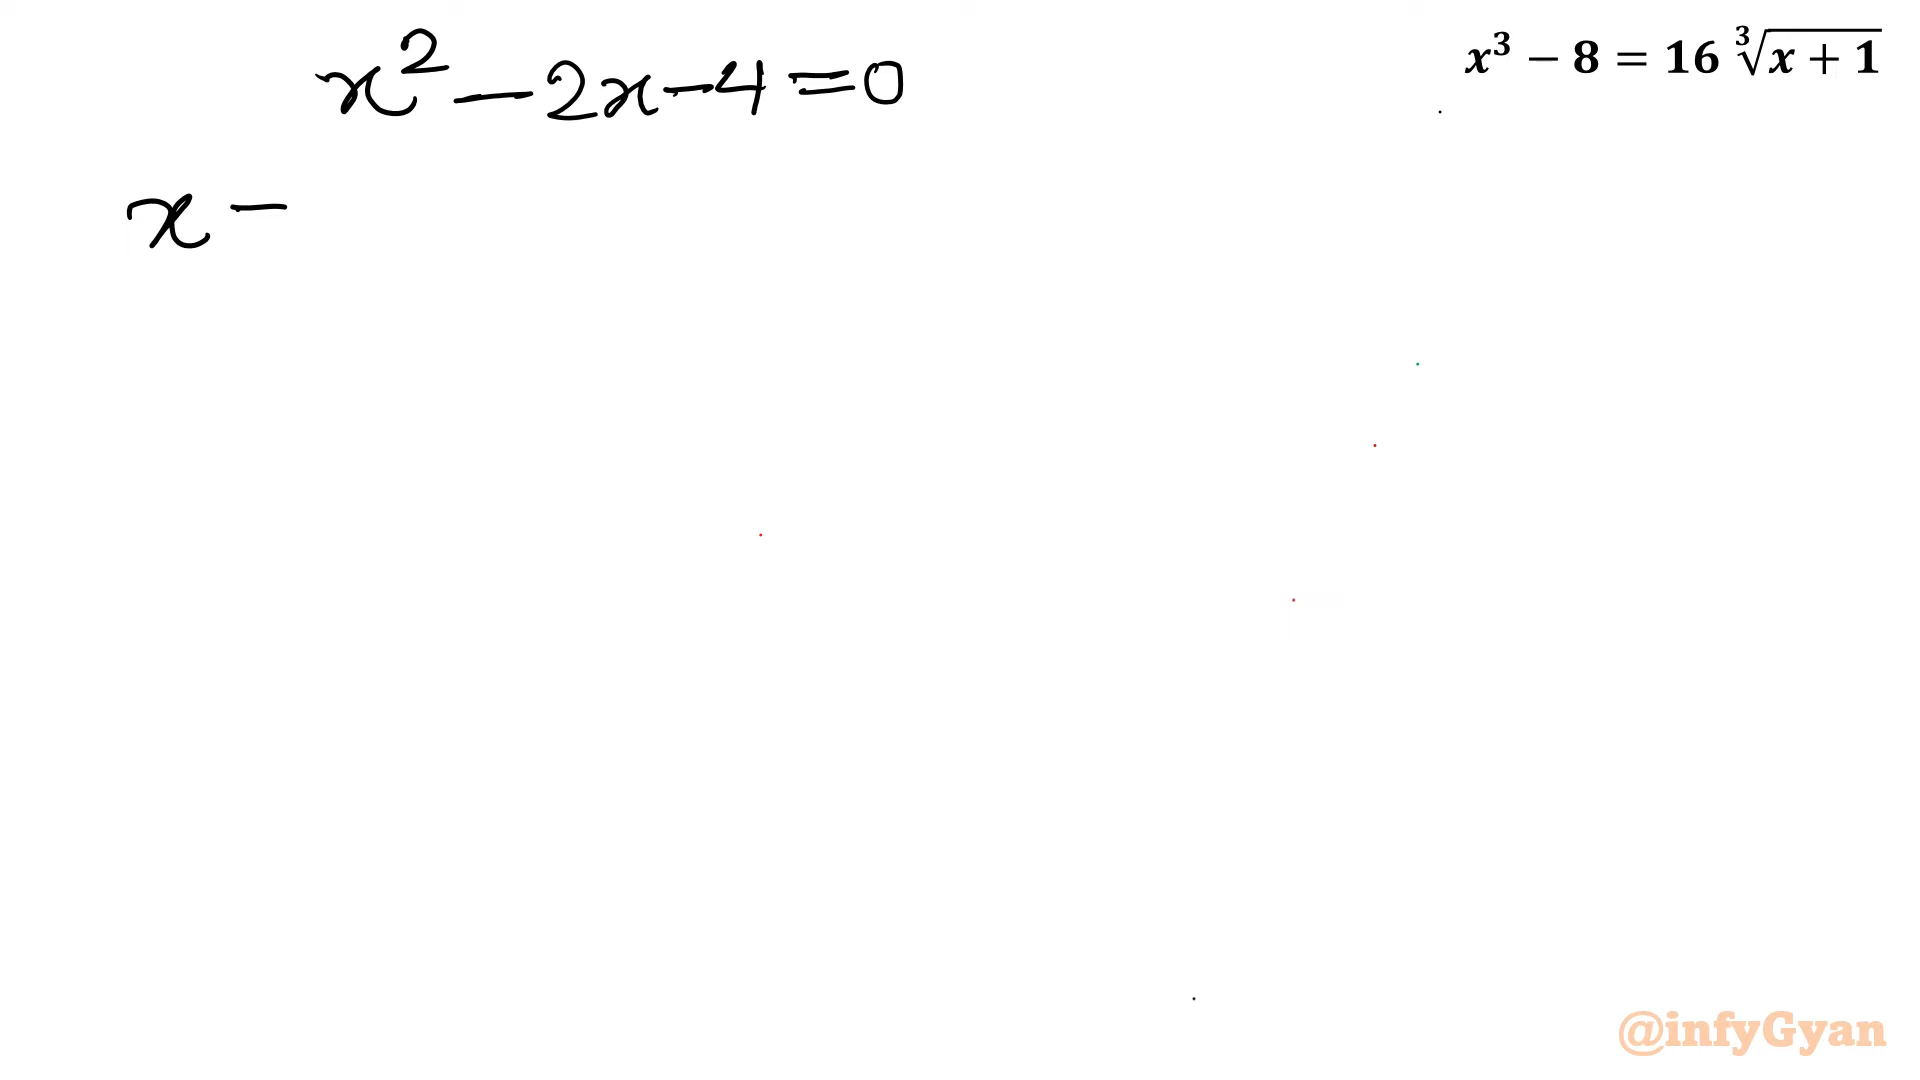 x² - 2x - 4 = 0
x³ − 8 = 16 ∛(x + 1)
x -
@infyGyan